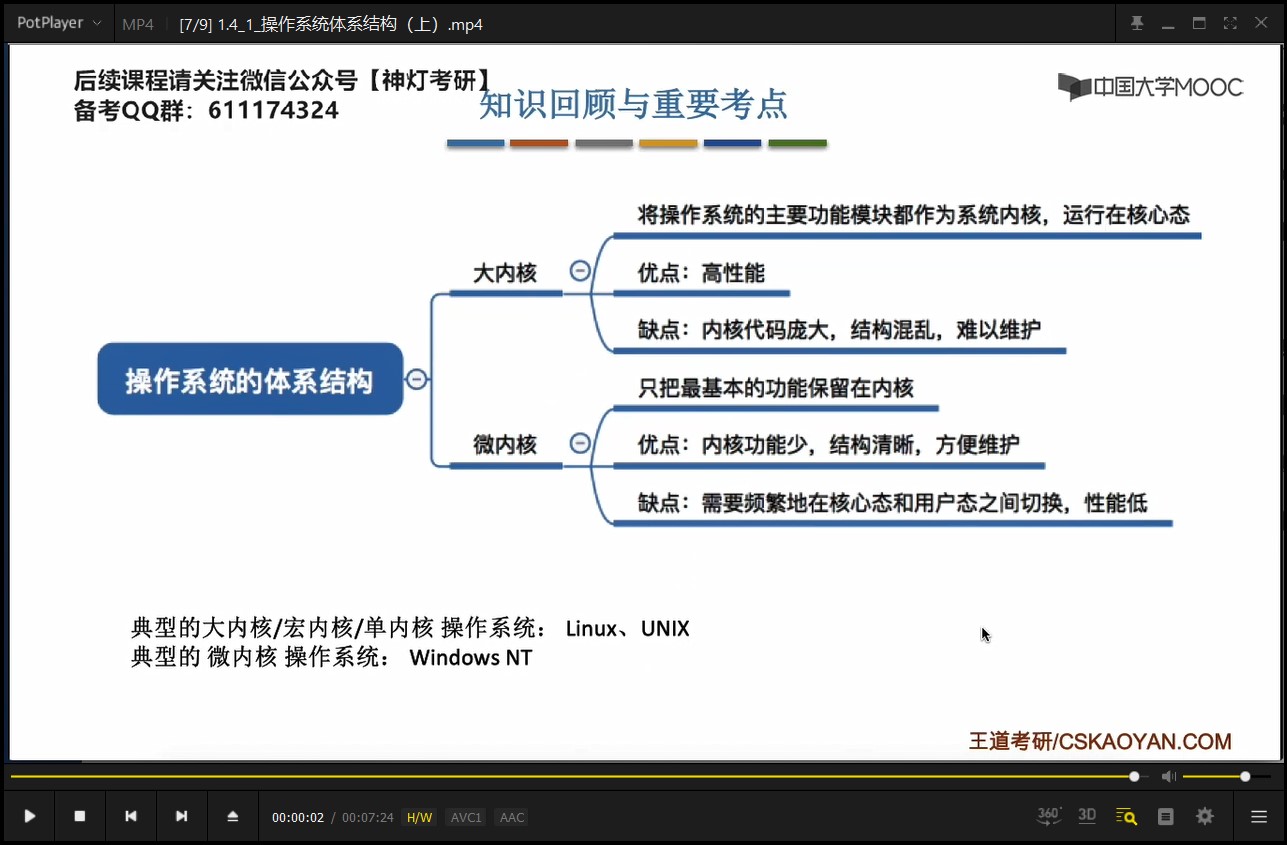 PotPlayer MP4 [7/9] 1.4_1_操作系统体系结构（上）.mp4
后续课程请关注微信公众号【神灯考研】
备考QQ群：611174324
知识回顾与重要考点
中国大学MOOC
将操作系统的主要功能模块都作为系统内核，运行在核心态
大内核
优点：高性能
缺点：内核代码庞大，结构混乱，难以维护
操作系统的体系结构
只把最基本的功能保留在内核
微内核
优点：内核功能少，结构清晰，方便维护
缺点：需要频繁地在核心态和用户态之间切换，性能低
典型的大内核/宏内核/单内核 操作系统： Linux、UNIX
典型的 微内核 操作系统： Windows NT
王道考研/CSKAOYAN.COM
00:00:02 / 00:07:24 H/W AVC1 AAC
360° 3D